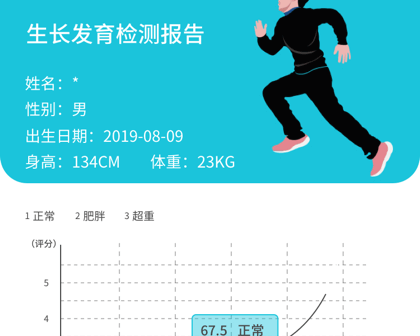 生长发育检测报告
姓名：*
性别：男
出生日期：2019-08-09
身高：134CM 体重：23KG
1 正常 2 肥胖 3 超重
（评分）
5
4
67.5 正常